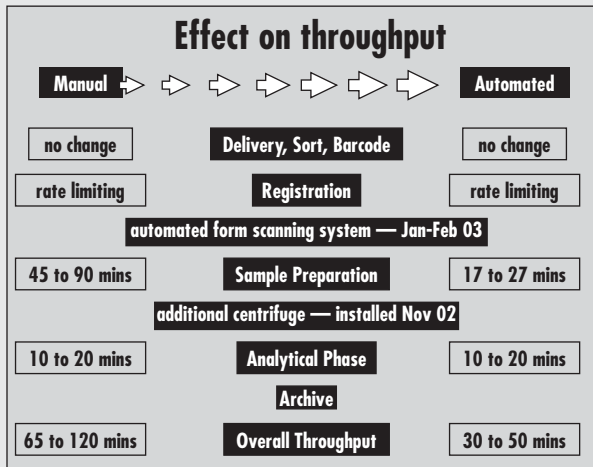 Effect on throughput
Manual Automated
no change Delivery, Sort, Barcode no change
rate limiting Registration rate limiting
automated form scanning system — Jan-Feb 03
45 to 90 mins Sample Preparation 17 to 27 mins
additional centrifuge — installed Nov 02
10 to 20 mins Analytical Phase 10 to 20 mins
Archive
65 to 120 mins Overall Throughput 30 to 50 mins